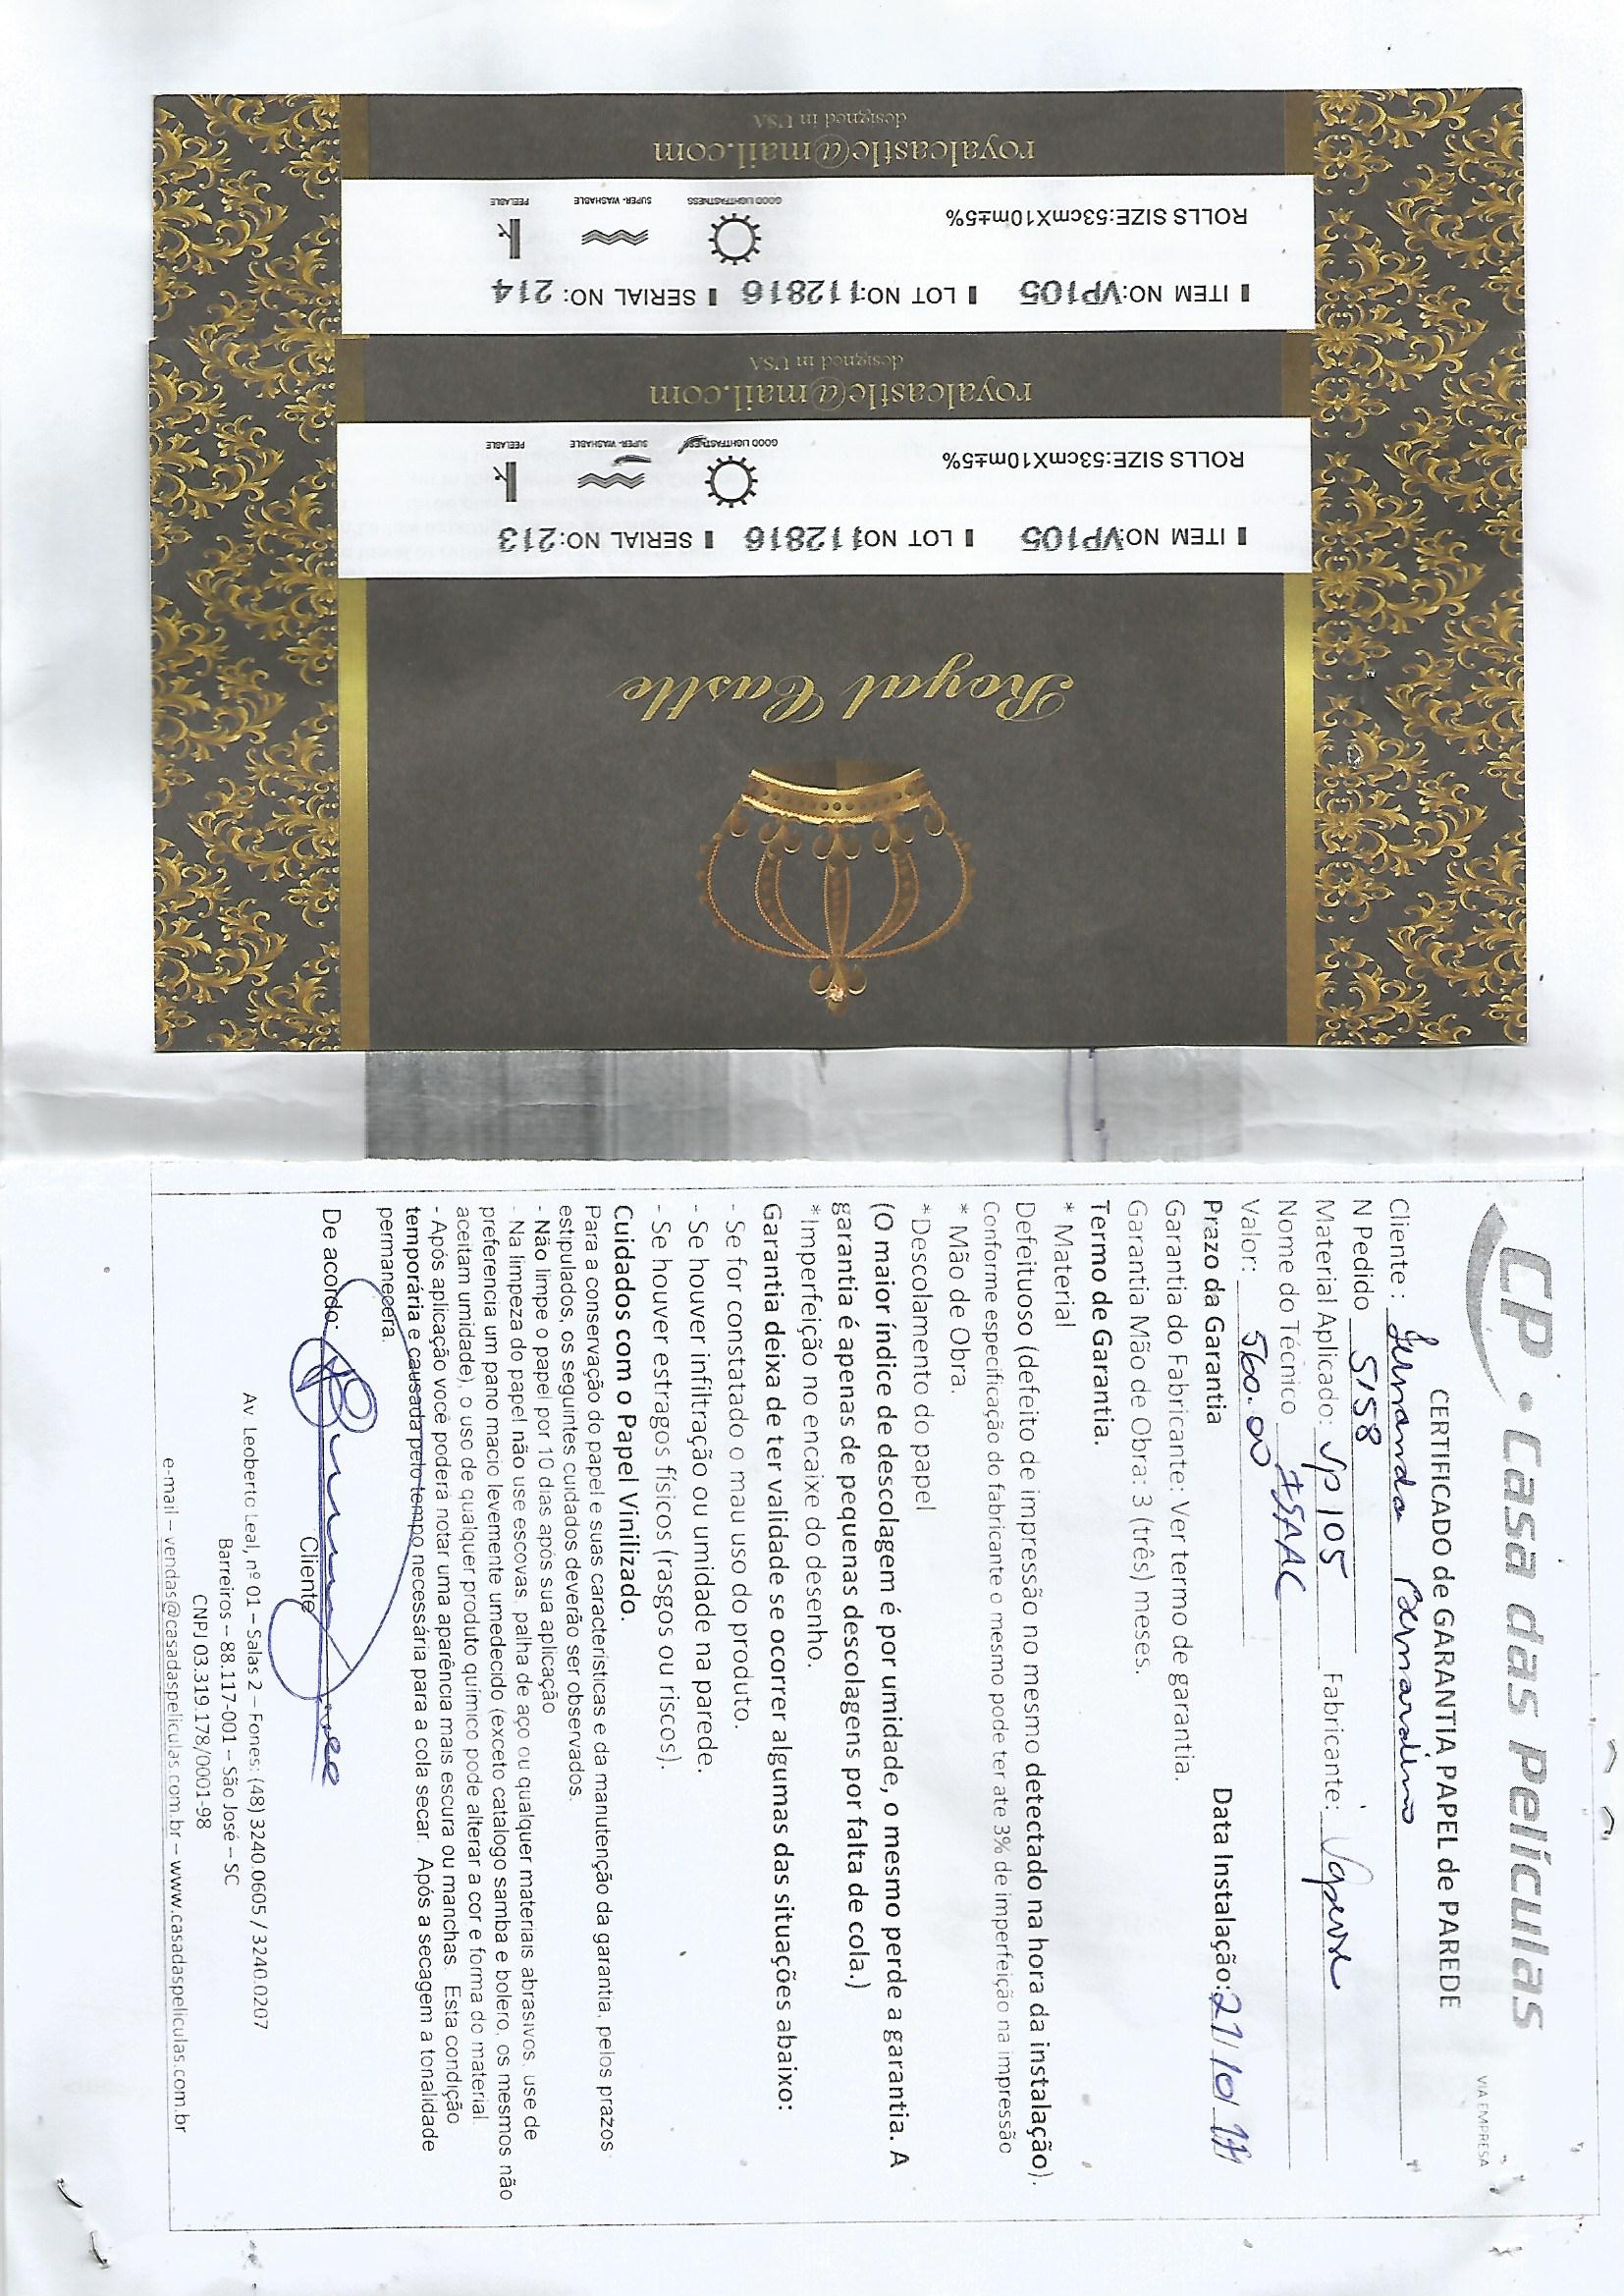 royalcastle@mail.com
designed in USA
ROLLS SIZE:53cmX10m±5%
GOOD LIGHTFASTNESS
SUPER- WASHABLE
PEELABLE
ITEM NO:VP105 LOT NO:112816 SERIAL NO: 214
royalcastle@mail.com
designed in USA
ROLLS SIZE:53cmX10m±5%
GOOD LIGHTFASTNESS
SUPER- WASHABLE
PEELABLE
ITEM NO:VP105 LOT NO:112816 SERIAL NO:213
Royal Castle
CP • Casa das Películas
VIA EMPRESA
CERTIFICADO de GARANTIA PAPEL de PAREDE
Cliente : Fernanda Bernardino
N Pedido 5158
Material Aplicado: Vp 105 Fabricante:
Nome do Técnico ISAAC
Valor: 560.00
Prazo da Garantia Data Instalação:21/10/17
Garantia do Fabricante: Ver termo de garantia.
Garantia Mão de Obra: 3 (três) meses.
Termo de Garantia.
* Material
Defeituoso (defeito de impressão no mesmo detectado na hora da instalação).
Conforme especificação do fabricante o mesmo pode ter ate 3% de imperfeição na impressão
* Mão de Obra.
*Descolamento do papel
(O maior índice de descolagem é por umidade, o mesmo perde a garantia. A
garantia é apenas de pequenas descolagens por falta de cola.)
*Imperfeição no encaixe do desenho.
Garantia deixa de ter validade se ocorrer algumas das situações abaixo:
- Se for constatado o mau uso do produto.
- Se houver infiltração ou umidade na parede.
- Se houver estragos físicos (rasgos ou riscos).
Cuidados com o Papel Vinilizado.
Para a conservação do papel e suas características e da manutenção da garantia, pelos prazos
estipulados, os seguintes cuidados deverão ser observados.
- Não limpe o papel por 10 dias após sua aplicação
- Na limpeza do papel não use escovas, palha de aço ou qualquer materiais abrasivos, use de
preferencia um pano macio levemente umedecido (exceto catalogo samba e bolero, os mesmos não
aceitam umidade), o uso de qualquer produto químico pode alterar a cor e forma do material.
- Após aplicação você poderá notar uma aparência mais escura ou manchas. Esta condição
temporária e causada pelo tempo necessária para a cola secar. Após a secagem a tonalidade
permanecera.
De acordo:
Cliente
Av. Leoberto Leal, nº 01 – Salas 2 – Fones: (48) 3240.0605 / 3240.0207
Barreiros – 88.117-001 – São José – SC
CNPJ 03.319.178/0001-98
e-mail – vendas@casadaspeliculas.com.br – www.casadaspeliculas.com.br